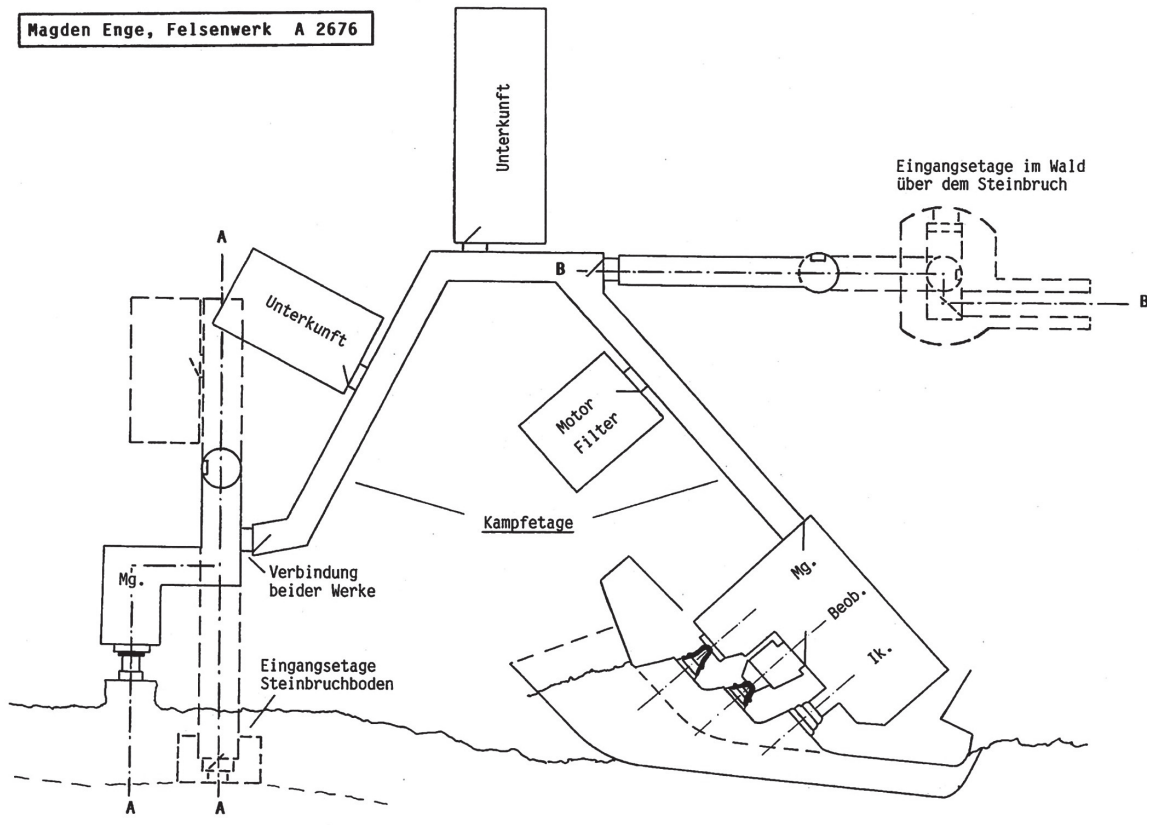 Magden Enge, Felsenwerk A 2676
Unterkunft
Eingangsetage im Wald
über dem Steinbruch
A
B
B
Unterkunft
Motor
Filter
Kampfetage
Mg.
Verbindung
beider Werke
Mg.
Beob.
Ik.
Eingangsetage
Steinbruchboden
A
A